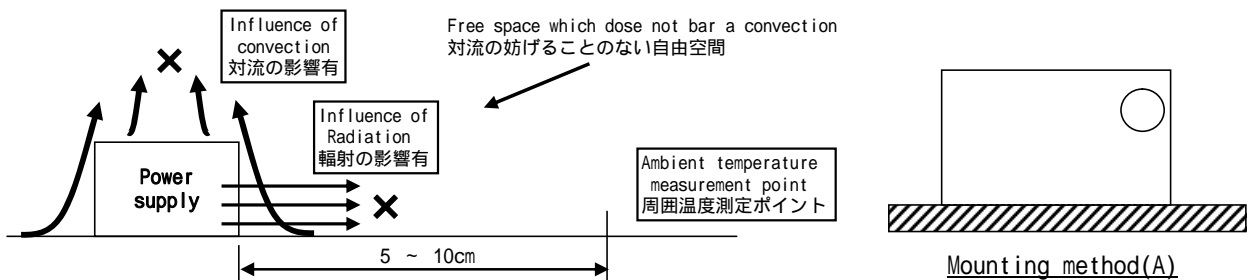 Influence of
convection
対流の影響有
Free space which dose not bar a convection
対流の妨げることのない自由空間
Influence of
Radiation
輻射の影響有
Power
supply
Ambient temperature
measurement point
周囲温度測定ポイント
5 ~ 10cm
Mounting method(A)